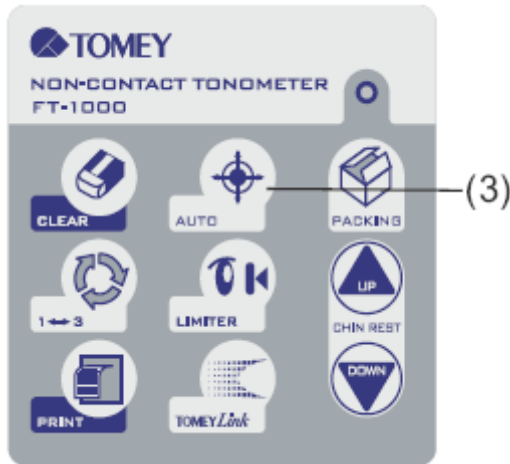 TOMEY
NON-CONTACT TONOMETER
FT-1000
CLEAR
AUTO
PACKING
(3)
1↔3
LIMITER
UP
CHIN REST
DOWN
PRINT
TOMEY Link